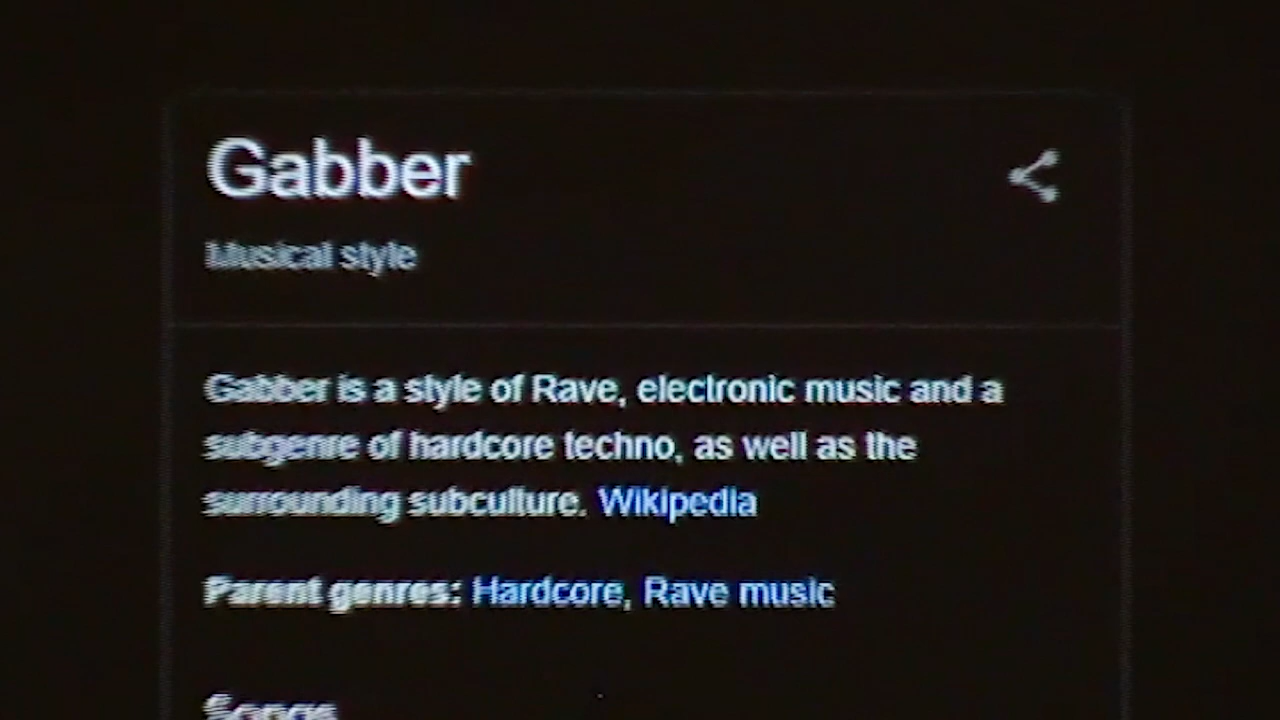 Gabber
Musical style
Gabber is a style of Rave, electronic music and a
subgenre of hardcore techno, as well as the
surrounding subculture. Wikipedia
Parent genres: Hardcore, Rave music
Songs